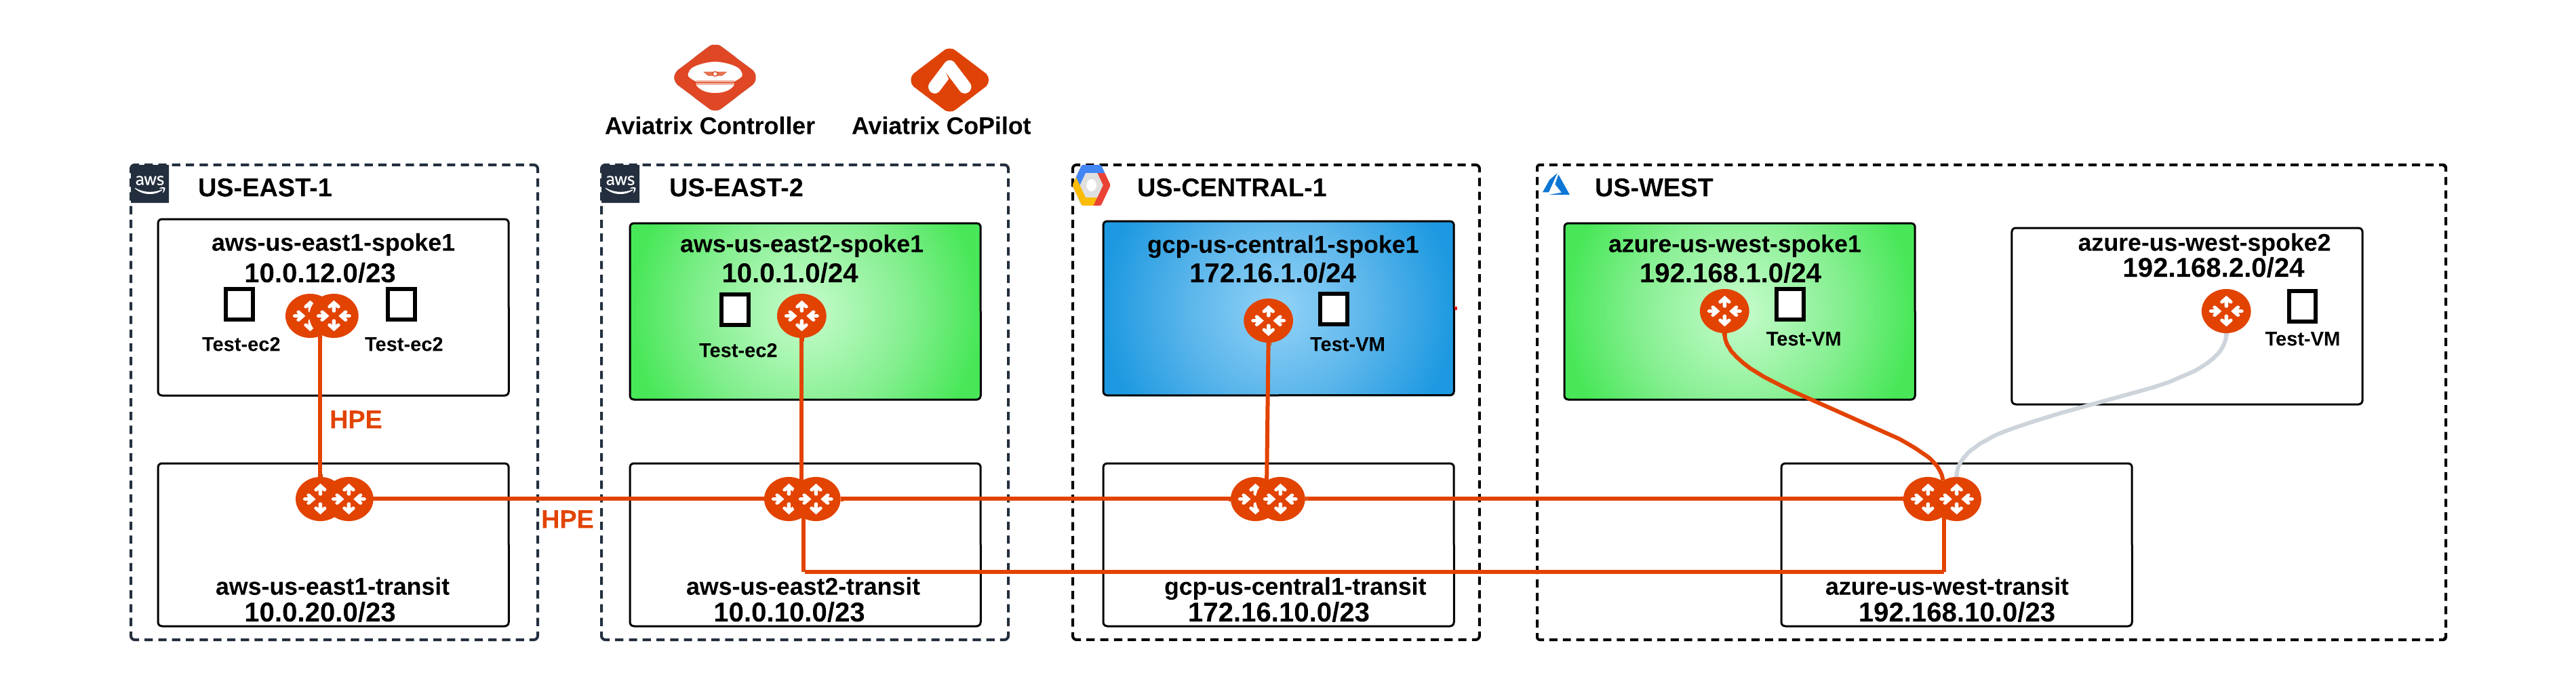 Aviatrix Controller
Aviatrix CoPilot
aws
US-EAST-1
aws-us-east1-spoke1
10.0.12.0/23
Test-ec2
Test-ec2
HPE
aws-us-east1-transit
10.0.20.0/23
HPE
aws
US-EAST-2
aws-us-east2-spoke1
10.0.1.0/24
Test-ec2
aws-us-east2-transit
10.0.10.0/23
US-CENTRAL-1
gcp-us-central1-spoke1
172.16.1.0/24
Test-VM
gcp-us-central1-transit
172.16.10.0/23
US-WEST
azure-us-west-spoke1
192.168.1.0/24
Test-VM
azure-us-west-spoke2
192.168.2.0/24
Test-VM
azure-us-west-transit
192.168.10.0/23